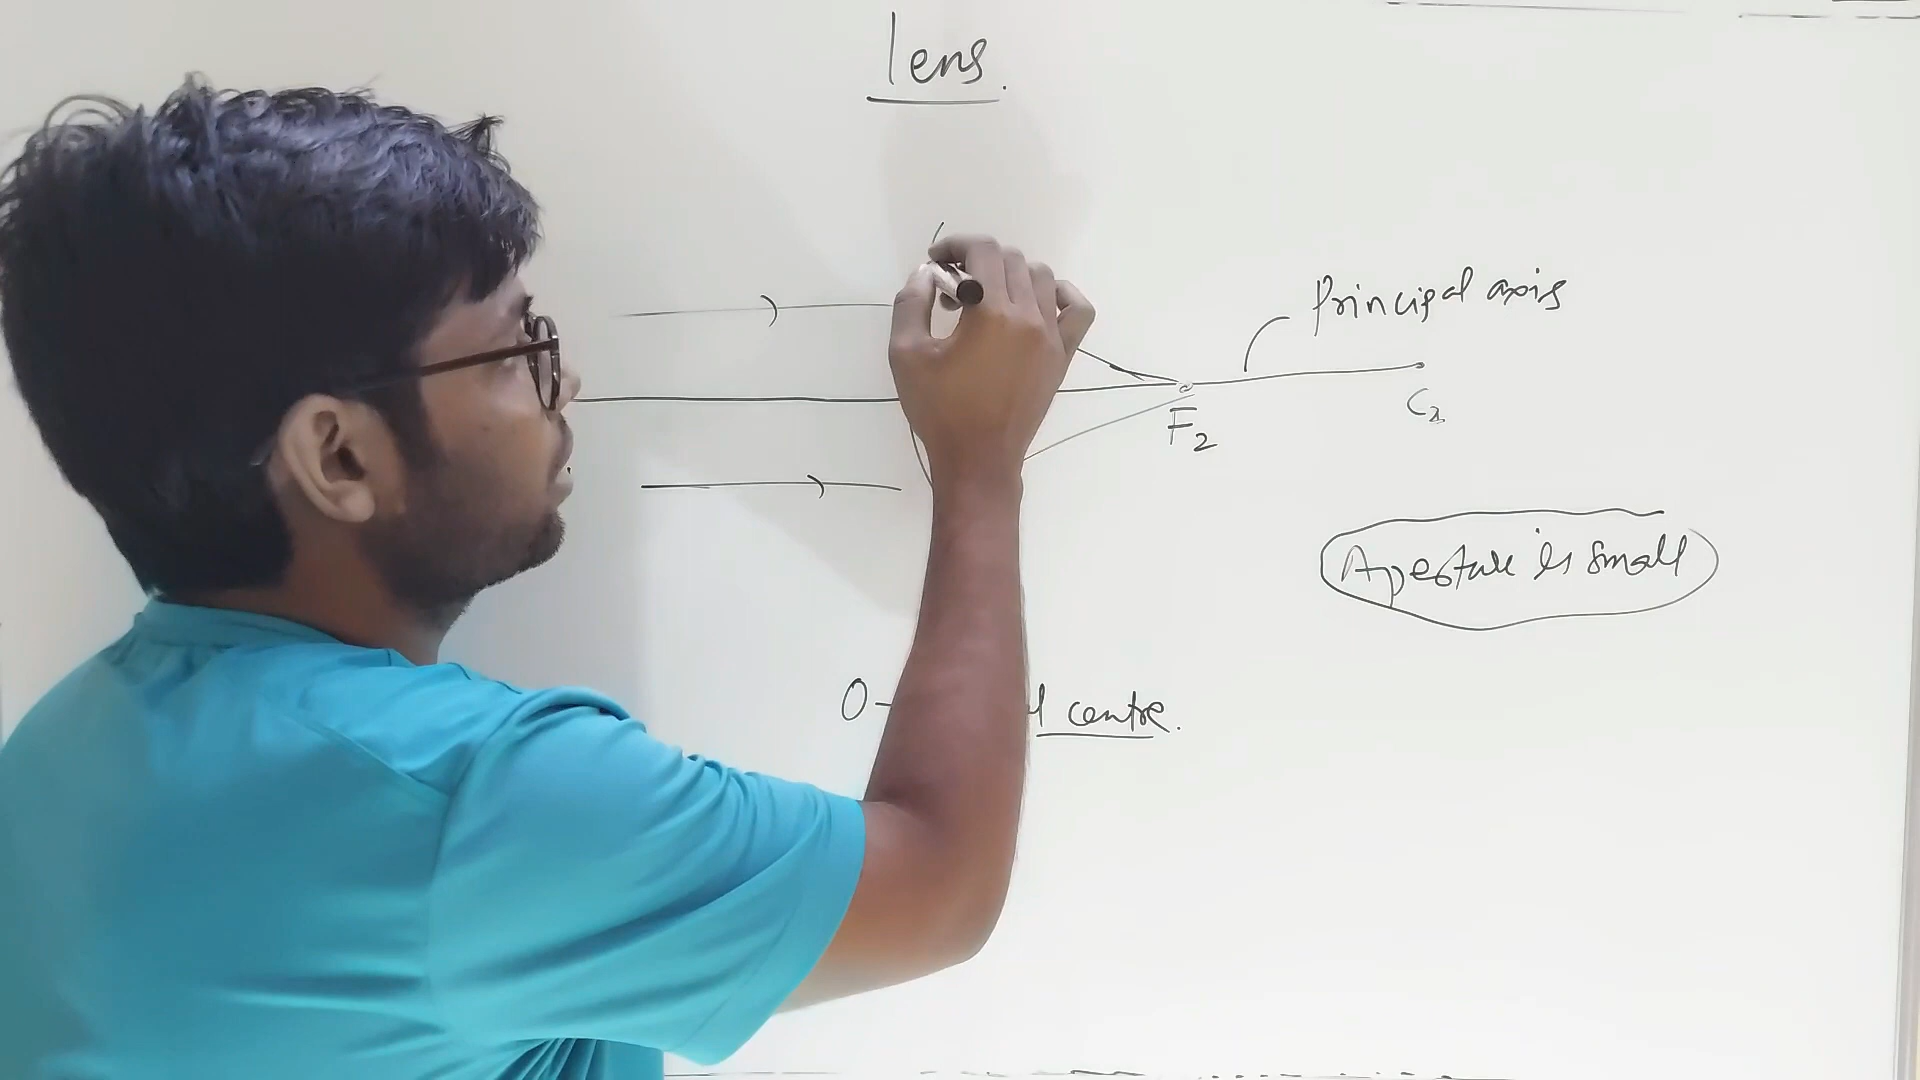 lens.
Principal axis
F2
C2
Aperture is small
O- l centre.